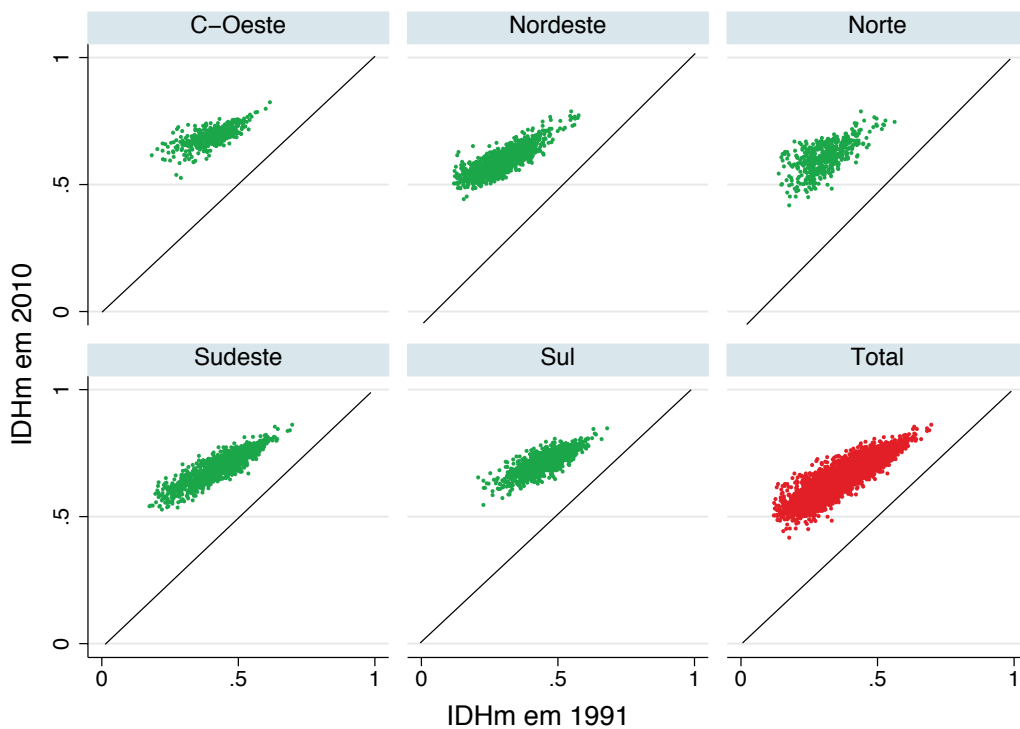 C−Oeste
Nordeste
Norte
1
.5
0
Sudeste
Sul
Total
1
.5
0
0
.5
1
0
.5
1
0
.5
1
IDHm em 2010
IDHm em 1991